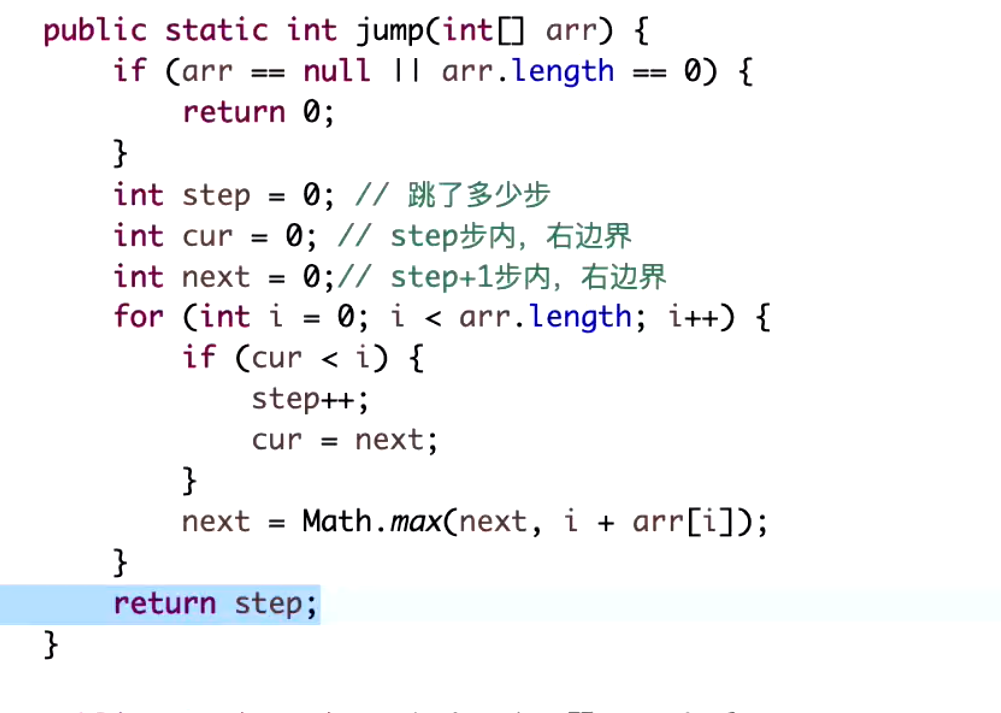 public static int jump(int[] arr) {
    if (arr == null || arr.length == 0) {
        return 0;
    }
    int step = 0; // 跳了多少步
    int cur = 0; // step步内，右边界
    int next = 0;// step+1步内，右边界
    for (int i = 0; i < arr.length; i++) {
        if (cur < i) {
            step++;
            cur = next;
        }
        next = Math.max(next, i + arr[i]);
    }
    return step;
}